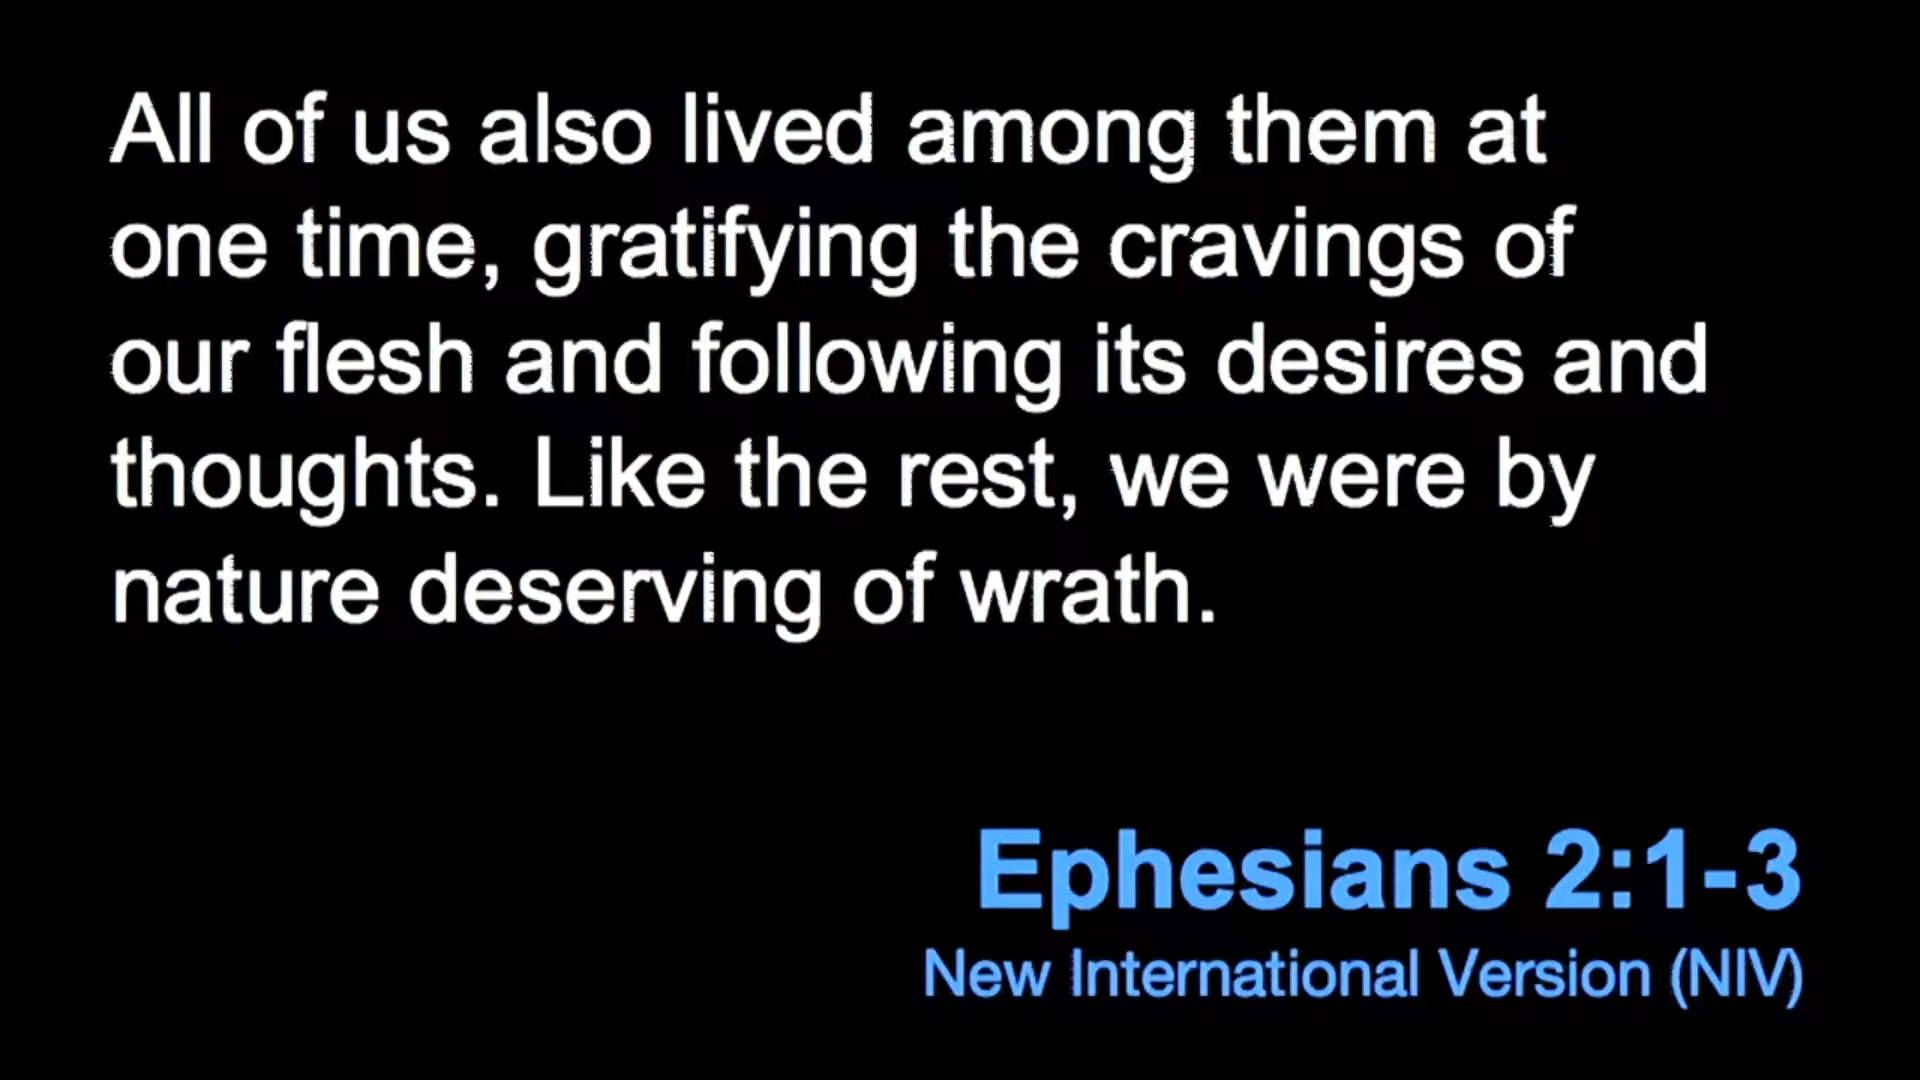 All of us also lived among them at
one time, gratifying the cravings of
our flesh and following its desires and
thoughts. Like the rest, we were by
nature deserving of wrath.
Ephesians 2:1-3
New International Version (NIV)